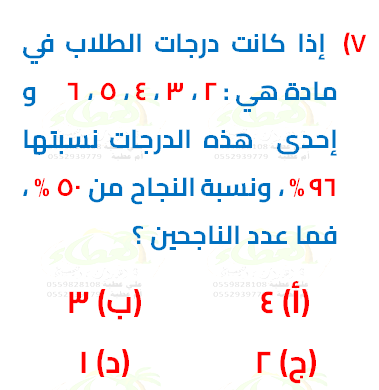 ٧) إذا كانت درجات الطلاب في
مادة هي : ٢ ، ٣ ، ٤ ، ٥ ، ٦ و
إحدى هذه الدرجات نسبتها
٩٦ % ، ونسبة النجاح من ٥٠ % ،
فما عدد الناجحين ؟
(أ) ٤ (ب) ٣
(ج) ٢ (د) ١